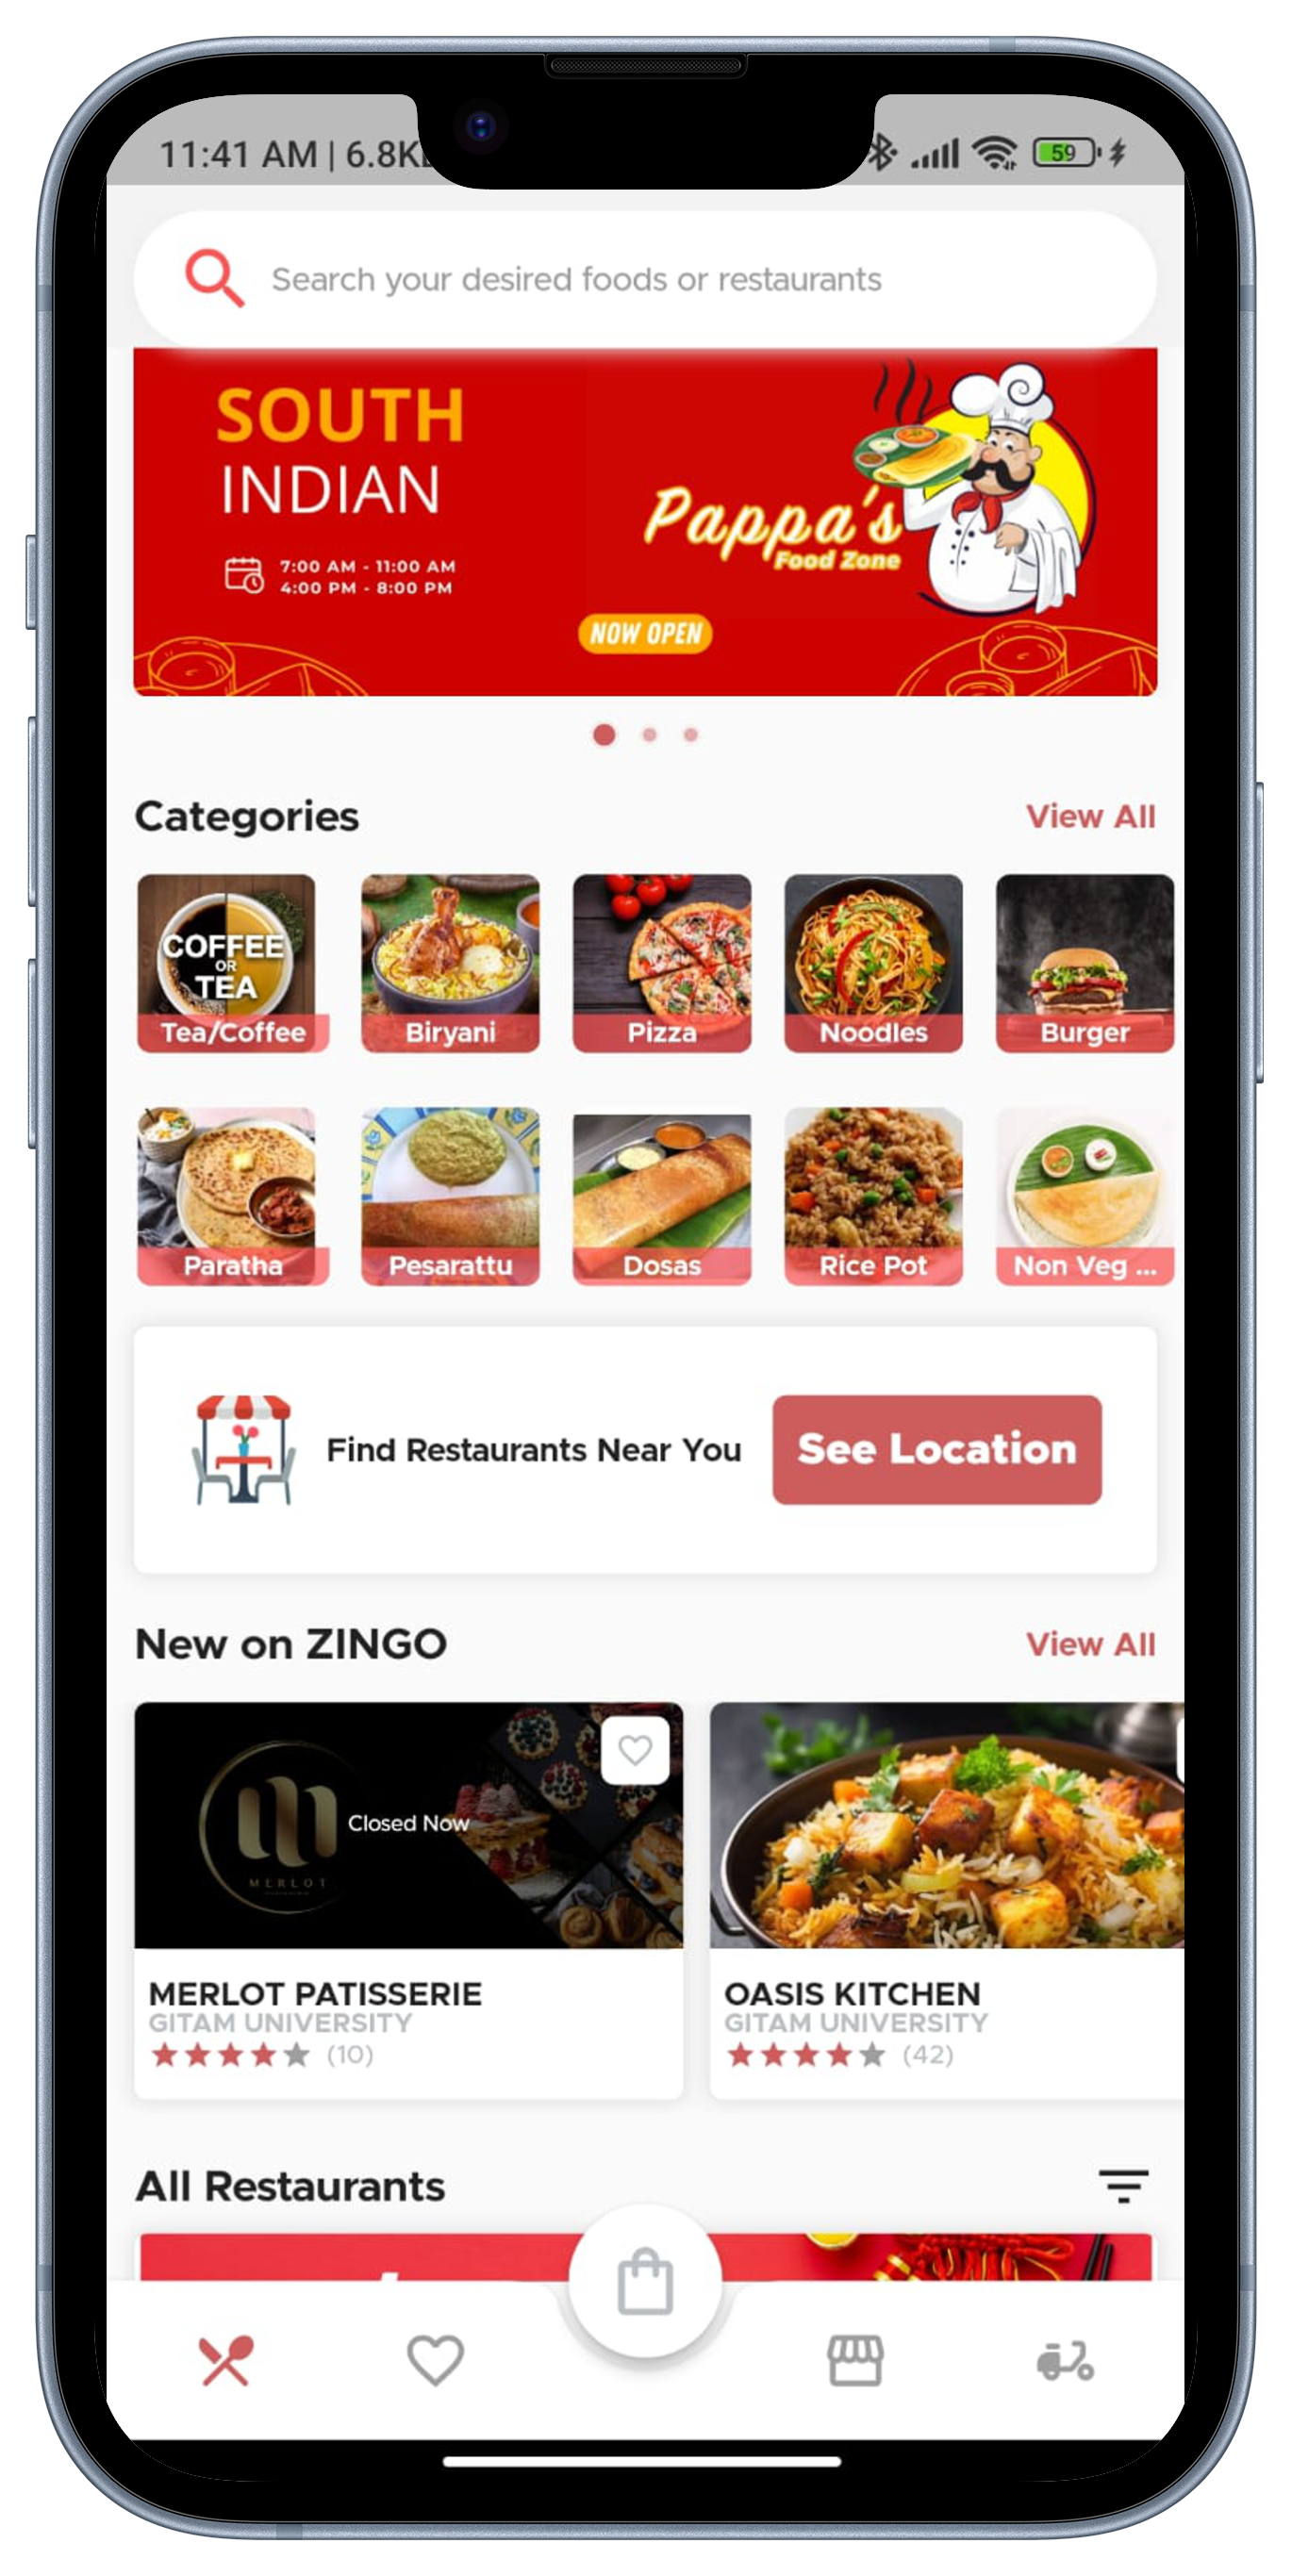 11:41 AM | 6.8K
59
Search your desired foods or restaurants
SOUTH
INDIAN
7:00 AM - 11:00 AM
4:00 PM - 8:00 PM
Pappa's
Food Zone
NOW OPEN
Categories
View All
COFFEE
OR
TEA
Tea/Coffee
Biryani
Pizza
Noodles
Burger
Paratha
Pesarattu
Dosas
Rice Pot
Non Veg ...
Find Restaurants Near You
See Location
New on ZINGO
View All
Closed Now
MERLOT
MERLOT PATISSERIE
GITAM UNIVERSITY
(10)
OASIS KITCHEN
GITAM UNIVERSITY
(42)
All Restaurants